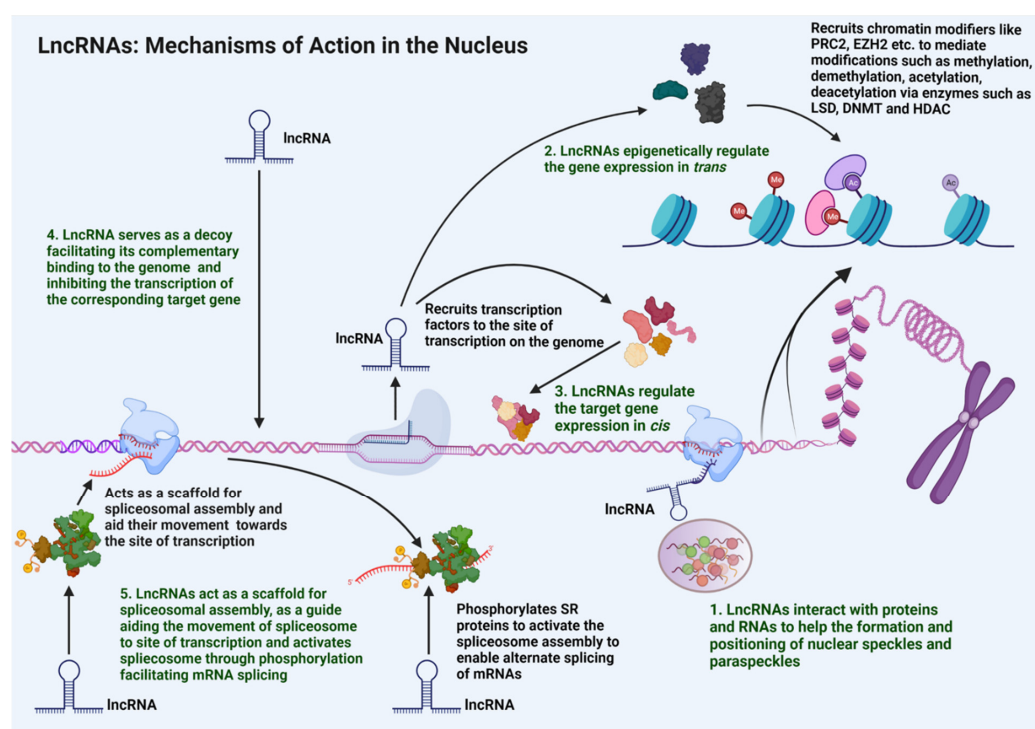 LncRNAs: Mechanisms of Action in the Nucleus
Recruits chromatin modifiers like
PRC2, EZH2 etc. to mediate
modifications such as methylation,
demethylation, acetylation,
deacetylation via enzymes such as
LSD, DNMT and HDAC
lncRNA
2. LncRNAs epigenetically regulate
the gene expression in trans
Me
Me
Ac
Me
Ac
4. LncRNA serves as a decoy
facilitating its complementary
binding to the genome and
inhibiting the transcription of
the corresponding target gene
lncRNA
Recruits transcription
factors to the site of
transcription on the genome
3. LncRNAs regulate
the target gene
expression in cis
lncRNA
Acts as a scaffold for
spliceosomal assembly and
aid their movement towards
the site of transcription
5. LncRNAs act as a scaffold for
spliceosomal assembly, as a guide
aiding the movement of spliceosome
to site of transcription and activates
spliecosome through phosphorylation
facilitating mRNA splicing
lncRNA
Phosphorylates SR
proteins to activate the
spliceosome assembly to
enable alternate splicing
of mRNAs
lncRNA
1. LncRNAs interact with proteins
and RNAs to help the formation and
positioning of nuclear speckles and
paraspeckles